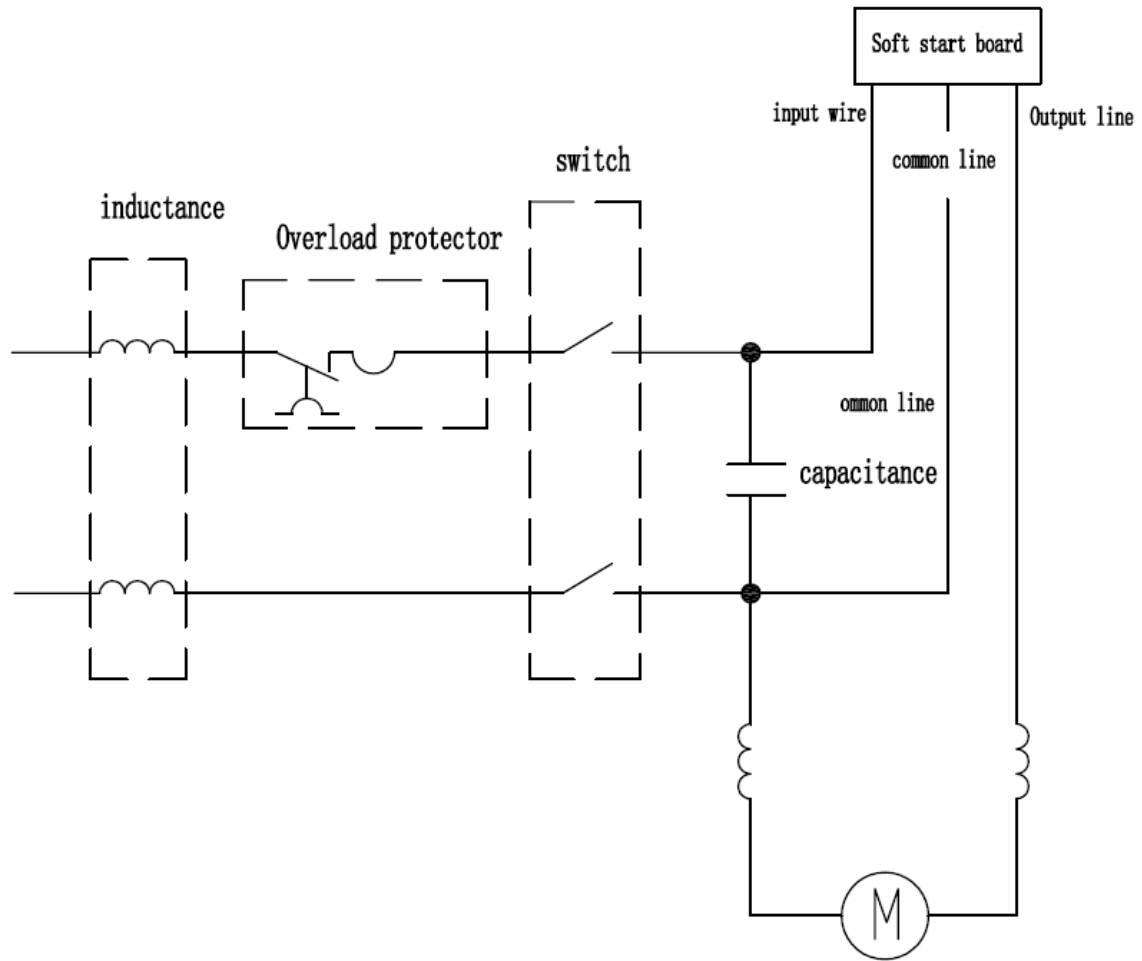 Soft start board
input wire
Output line
common line
switch
inductance
Overload protector
ommon line
capacitance
M